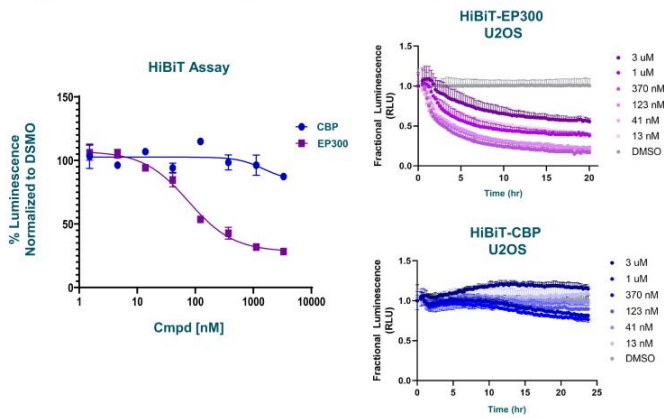 HiBiT Assay
% Luminescence
Normalized to DSMO
150
100
50
0
1
10
100
1000
10000
Cmpd [nM]
CBP
EP300
HiBiT-EP300
U2OS
Fractional Luminescence
(RLU)
1.5
1.0
0.5
0.0
0
5
10
15
20
Time (hr)
3 uM
1 uM
370 nM
123 nM
41 nM
13 nM
DMSO
HiBiT-CBP
U2OS
Fractional Luminescence
(RLU)
1.5
1.0
0.5
0.0
0
5
10
15
20
25
Time (hr)
3 uM
1 uM
370 nM
123 nM
41 nM
13 nM
DMSO